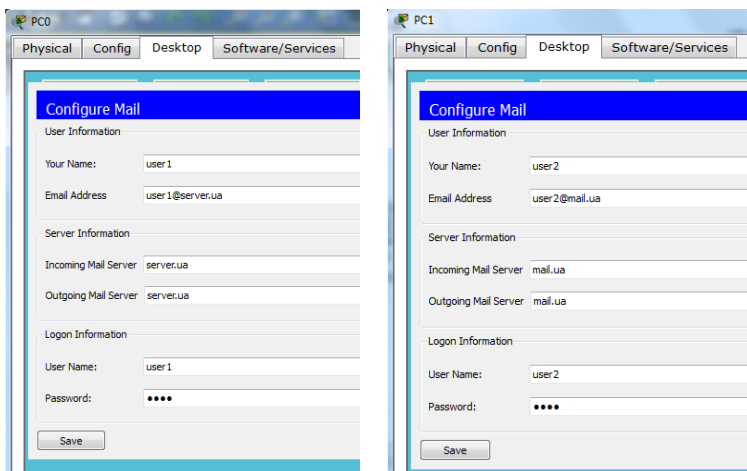 PC0
Physical Config Desktop Software/Services
Configure Mail
User Information
Your Name: user1
Email Address user1@server.ua
Server Information
Incoming Mail Server server.ua
Outgoing Mail Server server.ua
Logon Information
User Name: user1
Password: ••••
Save
PC1
Physical Config Desktop Software/Services
Configure Mail
User Information
Your Name: user2
Email Address user2@mail.ua
Server Information
Incoming Mail Server mail.ua
Outgoing Mail Server mail.ua
Logon Information
User Name: user2
Password: ••••
Save